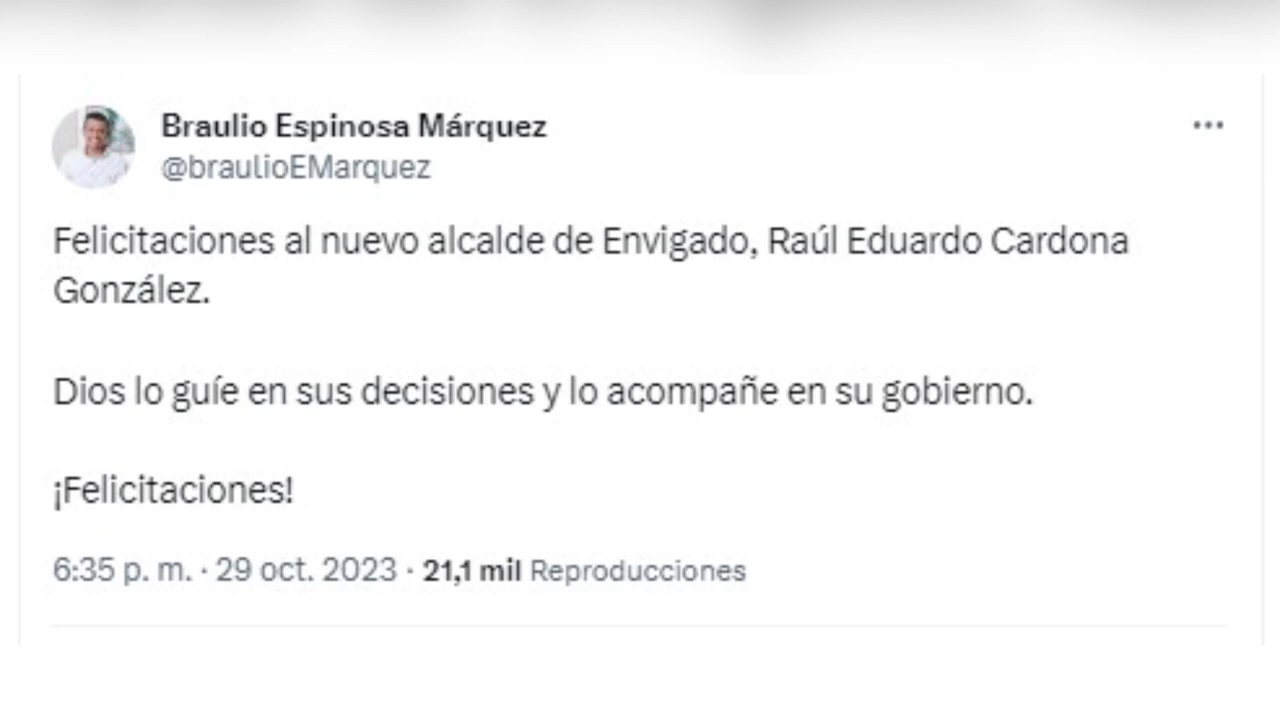 Braulio Espinosa Márquez
@braulioEMarquez
Felicitaciones al nuevo alcalde de Envigado, Raúl Eduardo Cardona
González.
Dios lo guíe en sus decisiones y lo acompañe en su gobierno.
¡Felicitaciones!
6:35 p. m. · 29 oct. 2023 · 21,1 mil Reproducciones